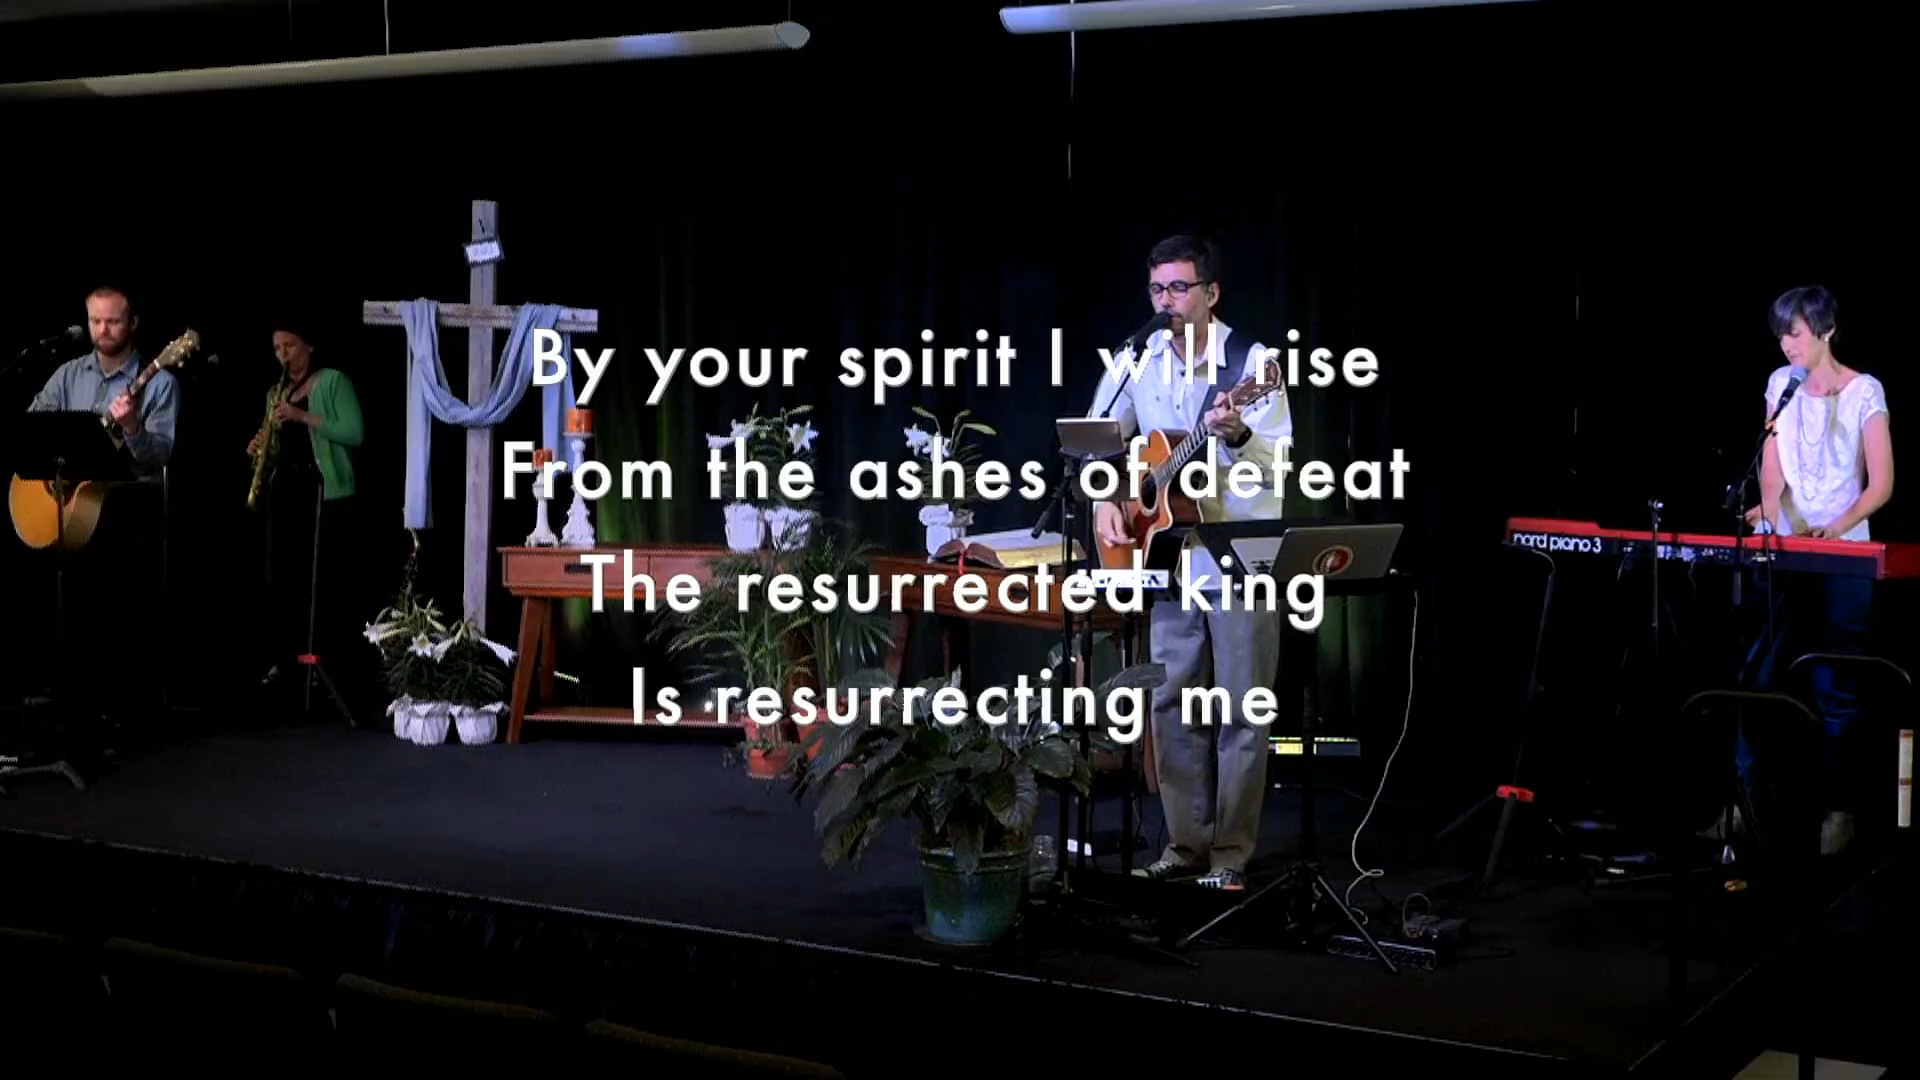 By your spirit I will rise
From the ashes of defeat
The resurrected king
Is resurrecting me
nord piano 3